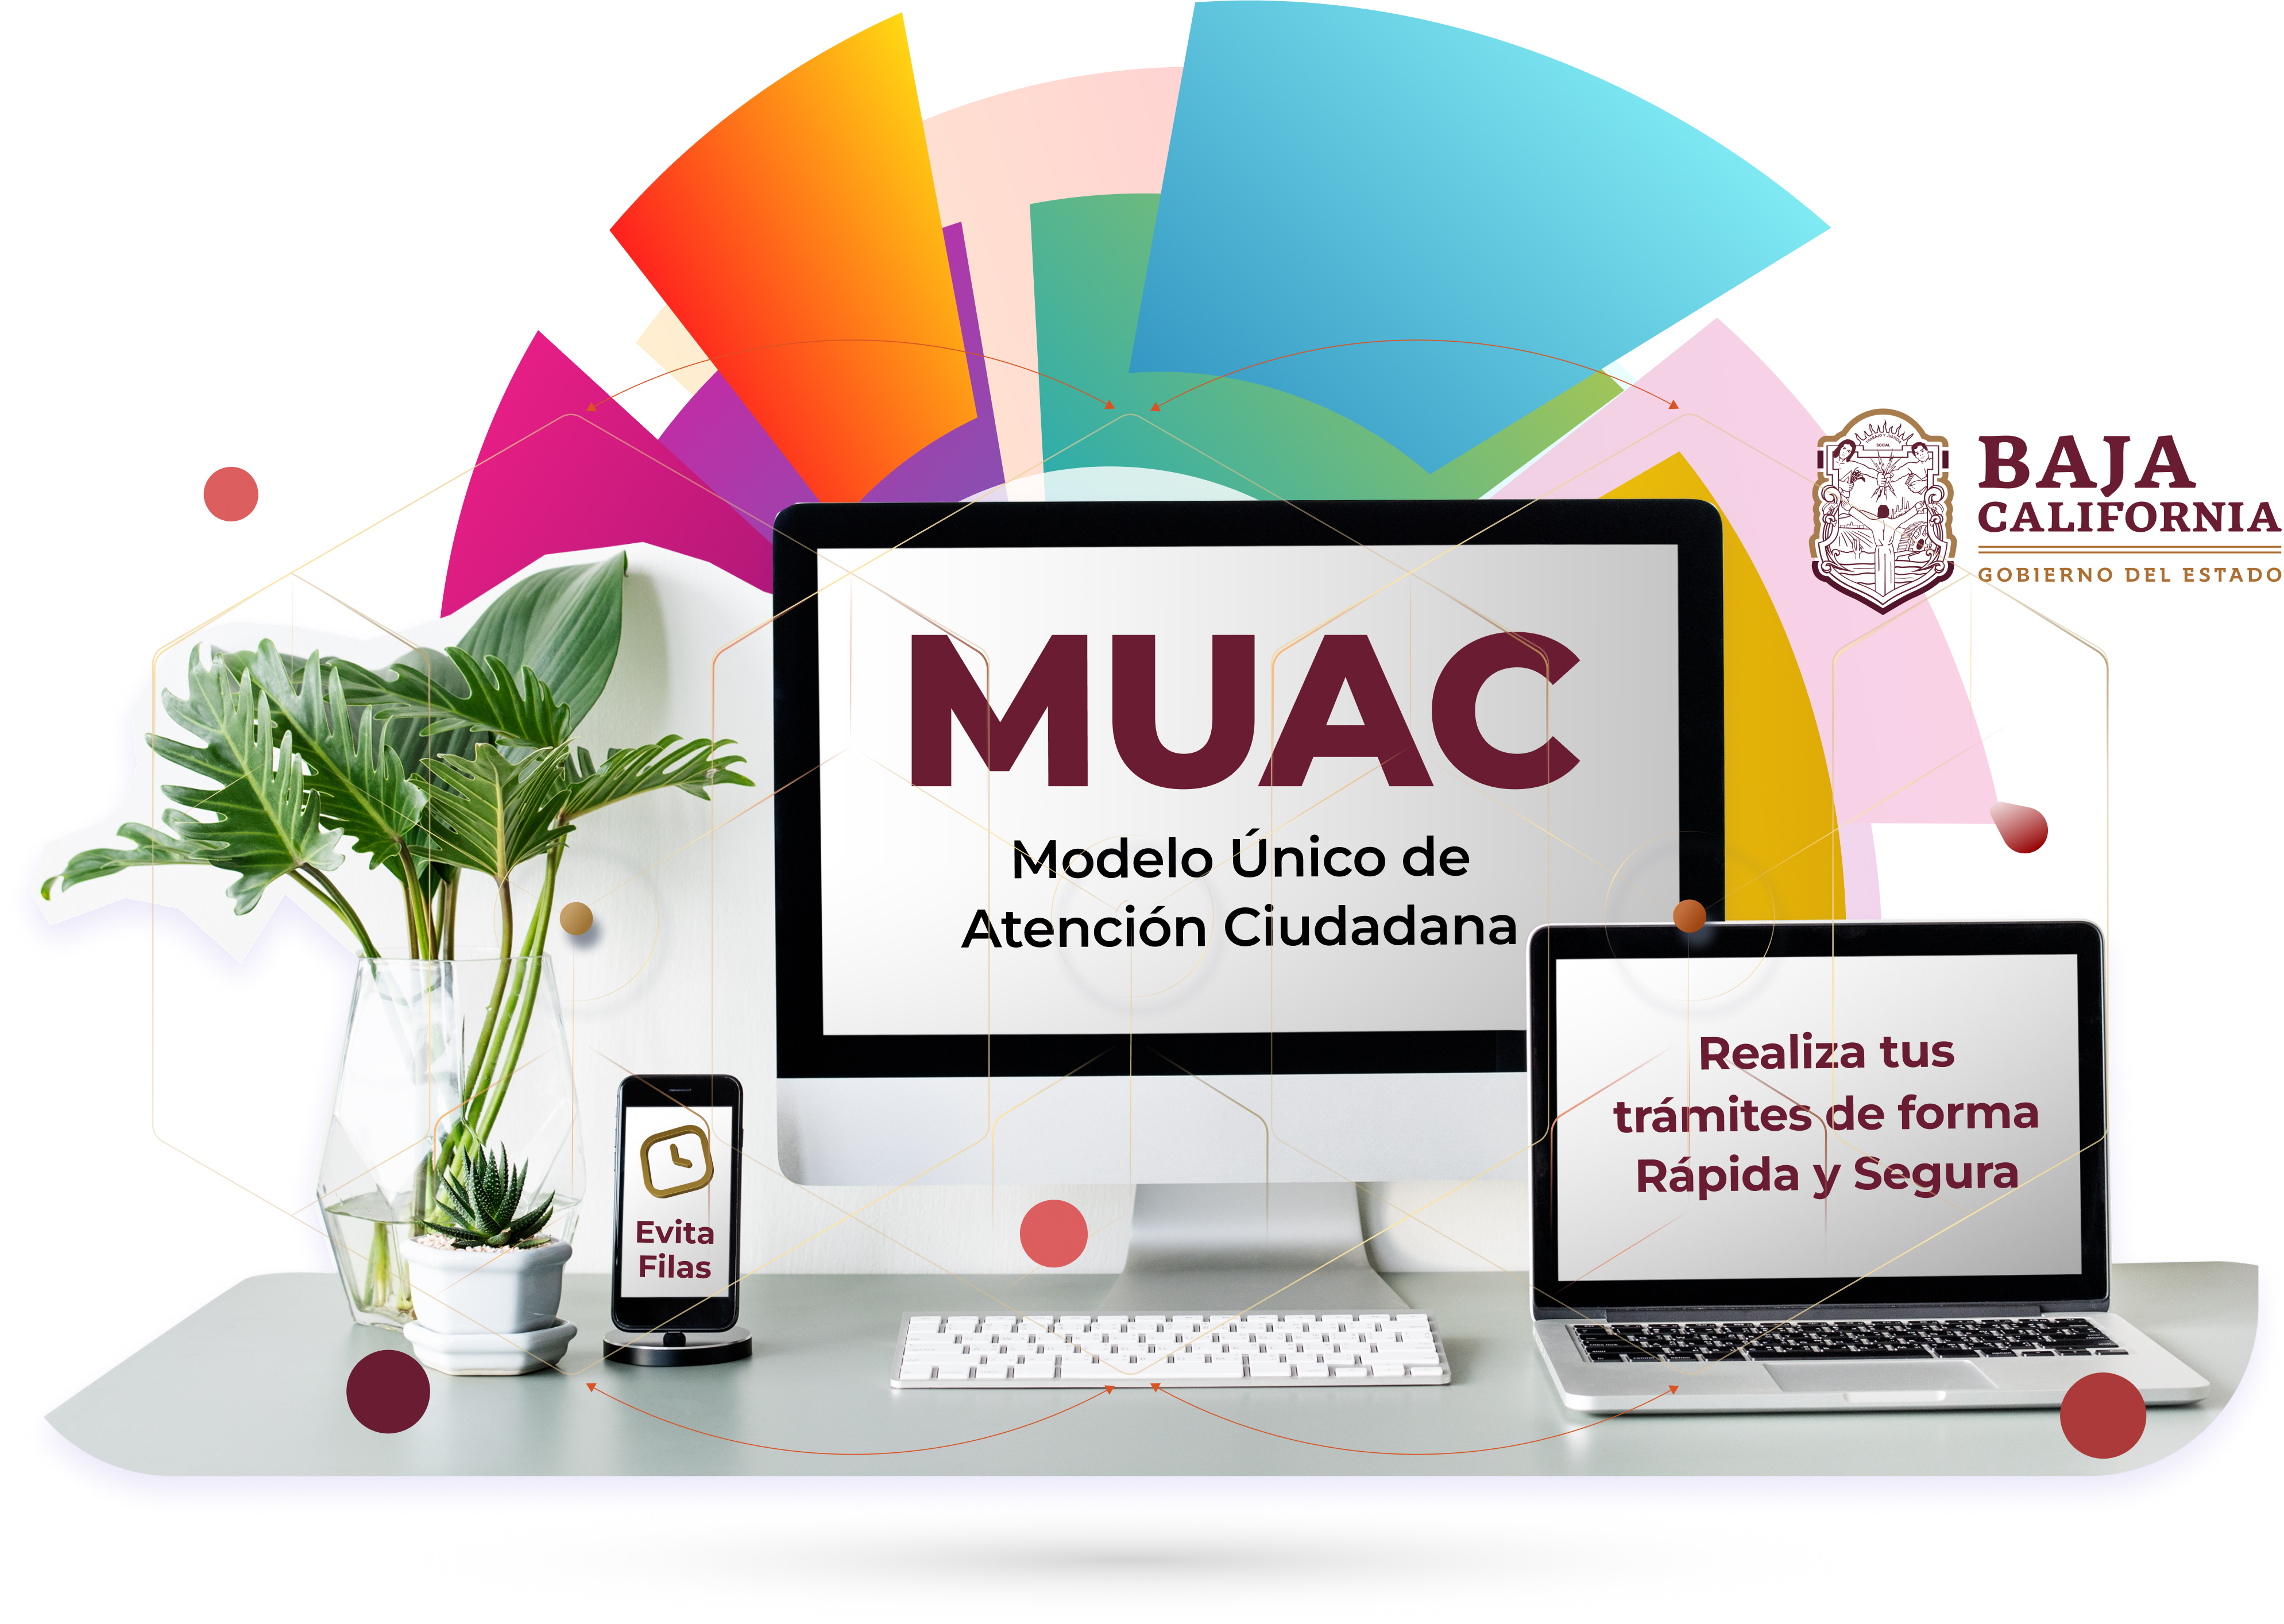 BAJA
CALIFORNIA
GOBIERNO DEL ESTADO
MUAC
Modelo Único de
Atención Ciudadana
Realiza tus
trámites de forma
Rápida y Segura
Evita
Filas